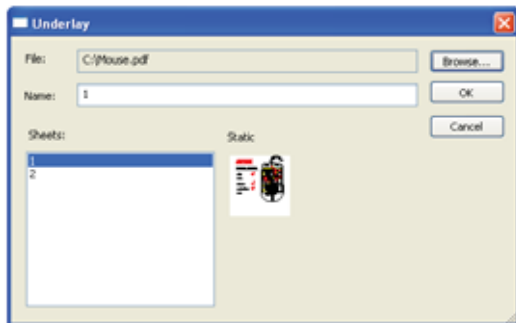 Underlay
File: C:\Mouse.pdf Browse...
Name: 1 OK
Cancel
Sheets: Static
1
2